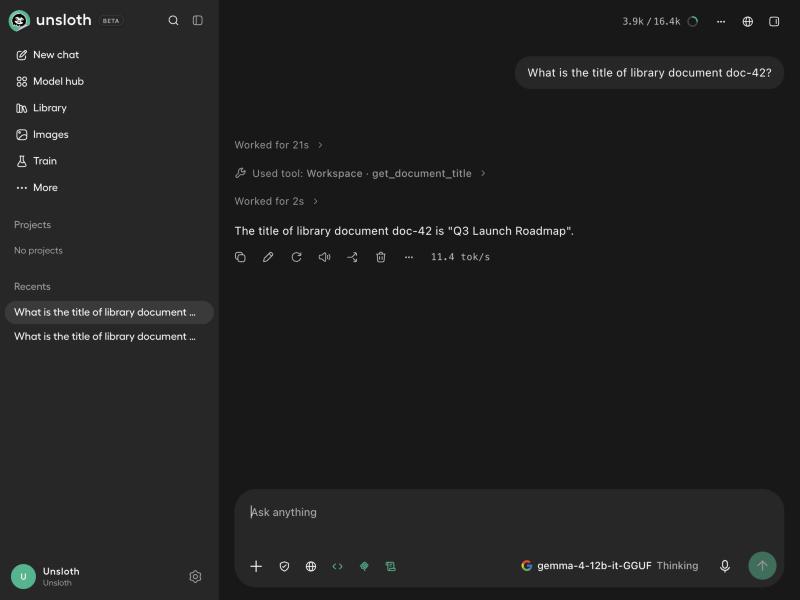 unsloth BETA
New chat
Model hub
Library
Images
Train
More
Projects
No projects
Recents
What is the title of library document ...
What is the title of library document ...
U
Unsloth
Unsloth
3.9k / 16.4k
What is the title of library document doc-42?
Worked for 21s
Used tool: Workspace · get_document_title
Worked for 2s
The title of library document doc-42 is "Q3 Launch Roadmap".
11.4 tok/s
Ask anything
gemma-4-12b-it-GGUF Thinking